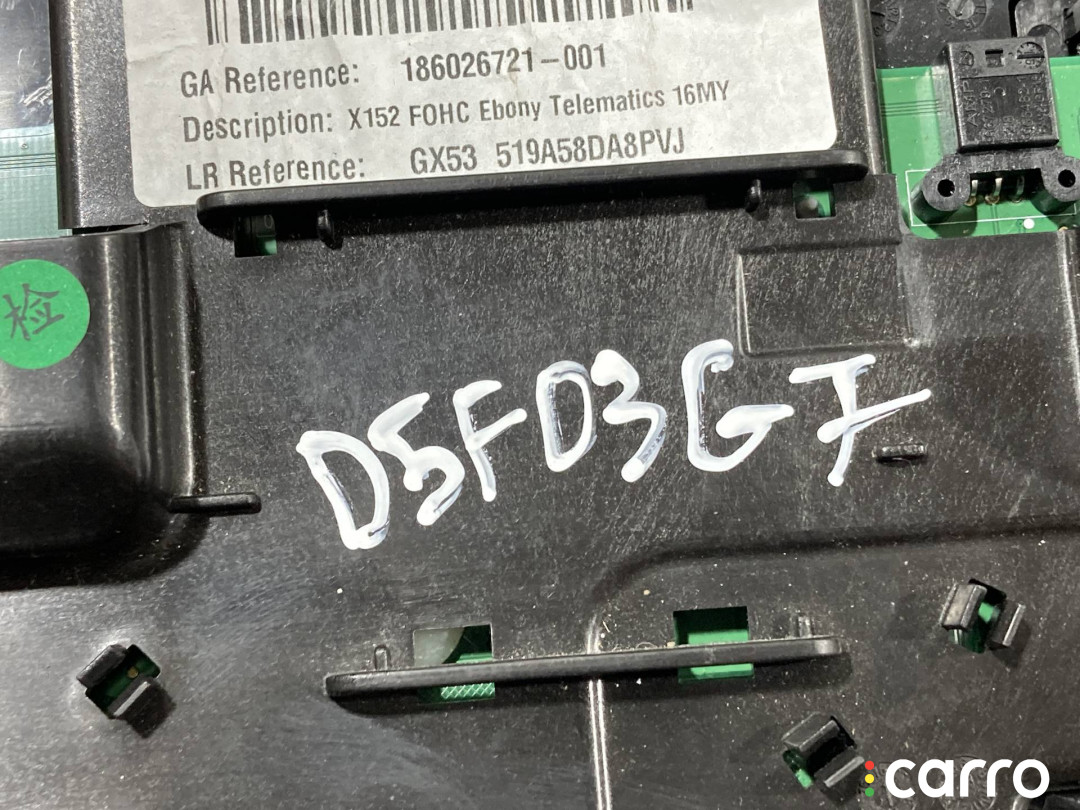 GA Reference: 186026721-001
Description: X152 FOHC Ebony Telematics 16MY
LR Reference: GX53 519A58DA8PVJ
检
D5F03G7
carro